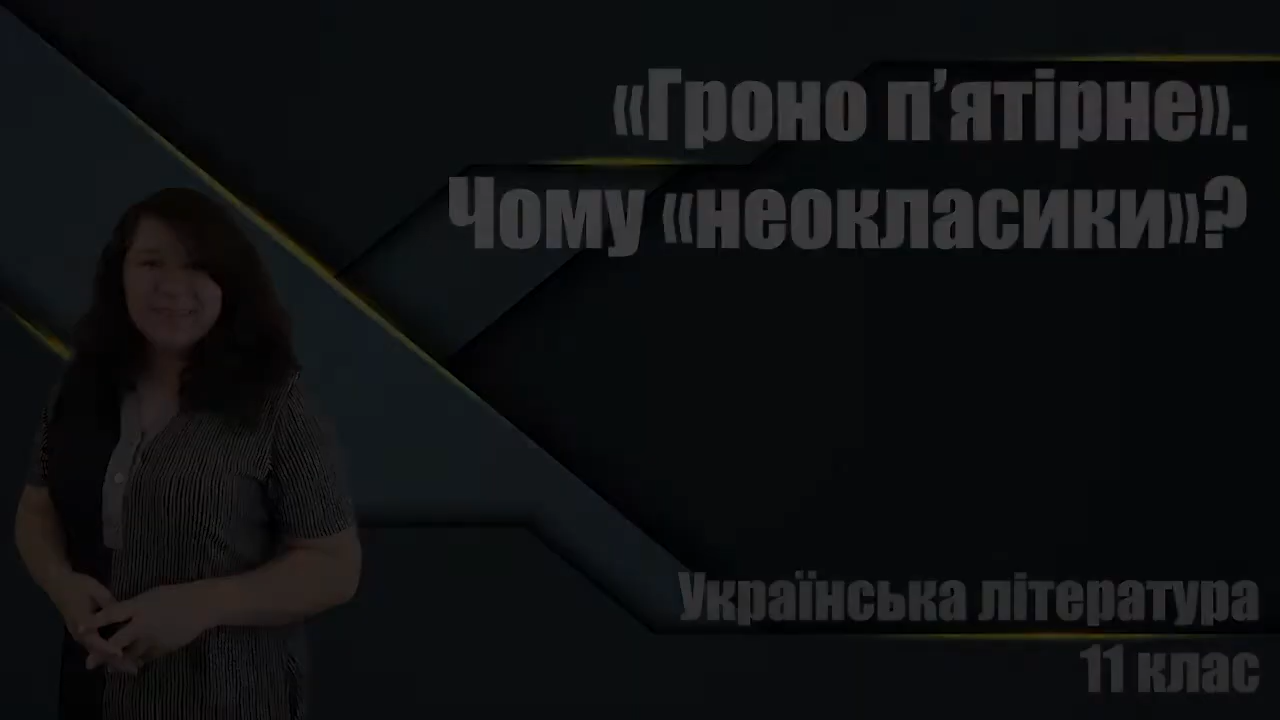 «Гроно п’ятірне».
Чому «неокласики»?
Українська література
11 клас